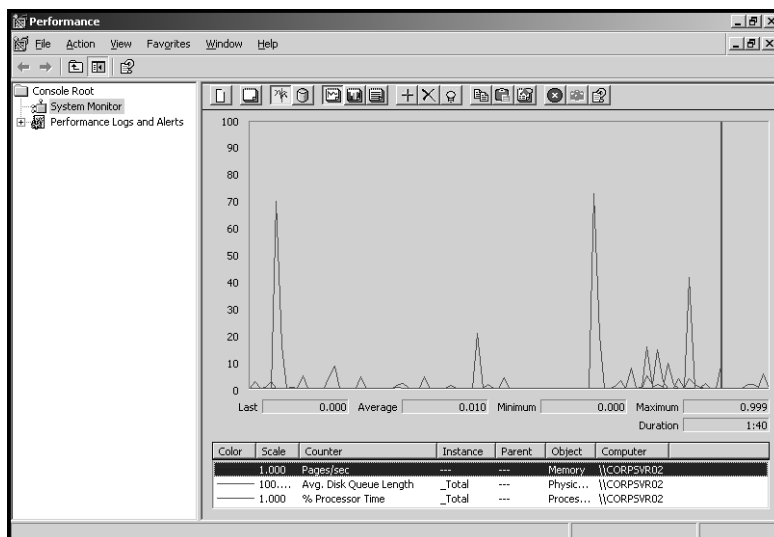 Performance
File Action View Favorites Window Help
Console Root
System Monitor
Performance Logs and Alerts
100
90
80
70
60
50
40
30
20
10
0
Last 0.000 Average 0.010 Minimum 0.000 Maximum 0.999
Duration 1:40
Color Scale Counter Instance Parent Object Computer
1.000 Pages/sec --- --- Memory \\CORPSVR02
100.... Avg. Disk Queue Length _Total --- Physic... \\CORPSVR02
1.000 % Processor Time _Total --- Proces... \\CORPSVR02